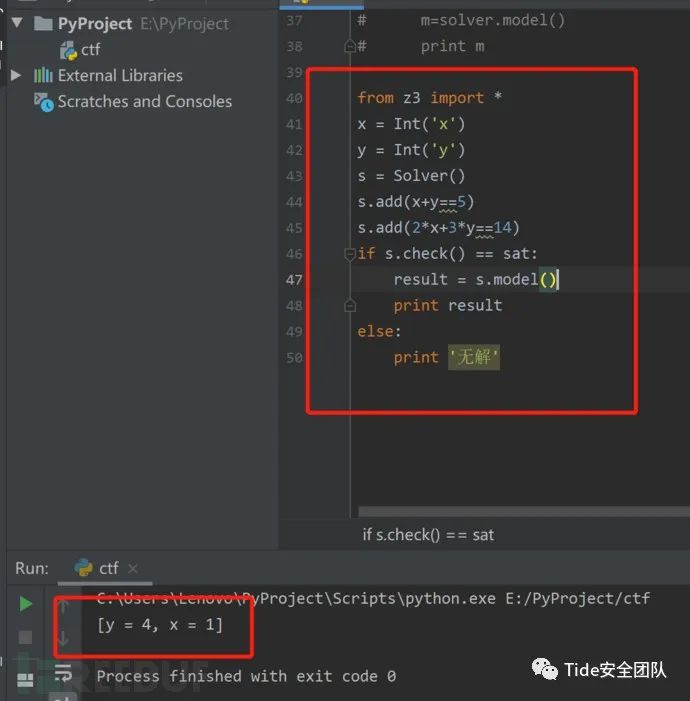 PyProject E:\PyProject
ctf
External Libraries
Scratches and Consoles
37 # m=solver.model()
38 # print m
39
40 from z3 import *
41 x = Int('x')
42 y = Int('y')
43 s = Solver()
44 s.add(x+y==5)
45 s.add(2*x+3*y==14)
46 if s.check() == sat:
47 result = s.model()
48 print result
49 else:
50 print '无解'
if s.check() == sat
Run: ctf
C:\Users\Lenovo\PyProject\Scripts\python.exe E:/PyProject/ctf
[y = 4, x = 1]
Process finished with exit code 0
FREEBUF
Tide安全团队